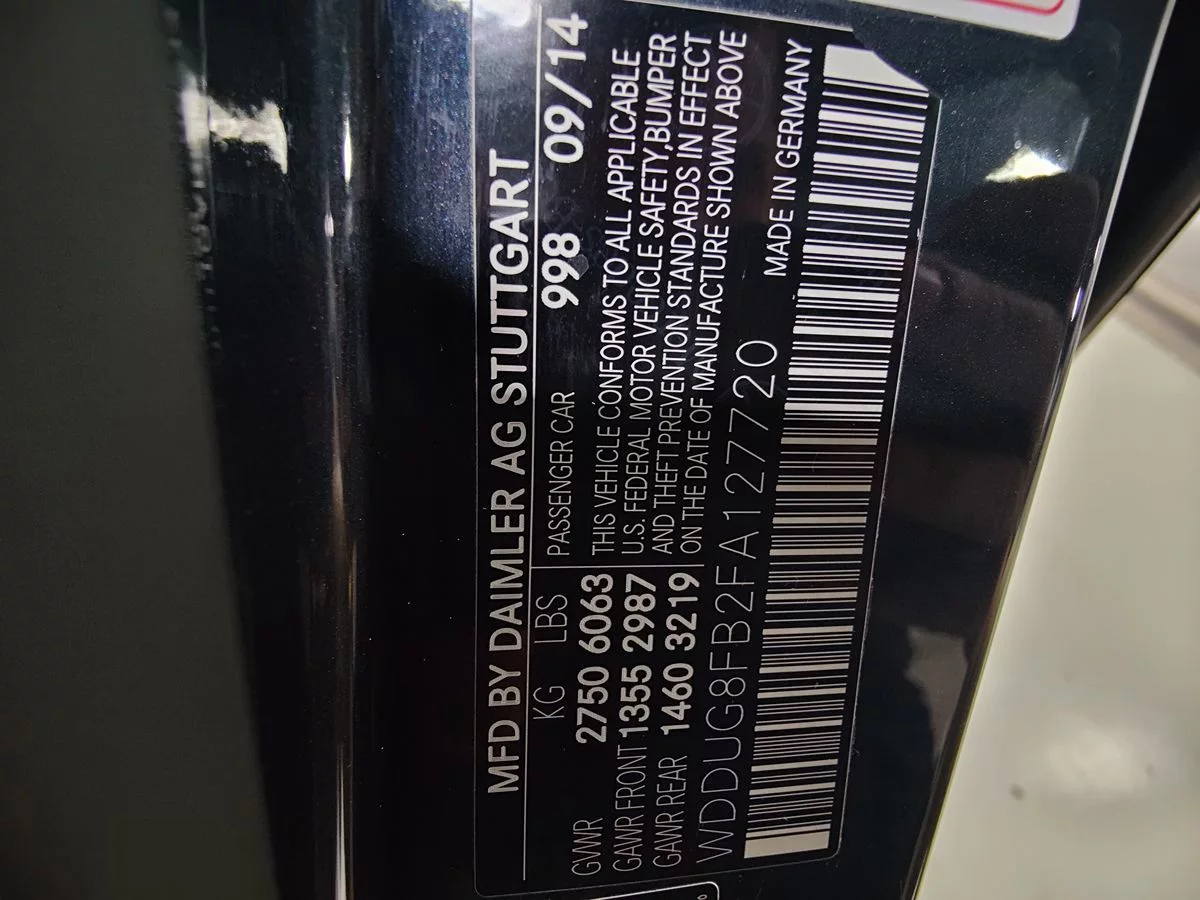 MFD BY DAIMLER AG STUTTGART
KG LBS
GVWR 2750 6063
GAWR FRONT 1355 2987
GAWR REAR 1460 3219
PASSENGER CAR 998 09/14
THIS VEHICLE CONFORMS TO ALL APPLICABLE
U.S. FEDERAL MOTOR VEHICLE SAFETY,BUMPER
AND THEFT PREVENTION STANDARDS IN EFFECT
ON THE DATE OF MANUFACTURE SHOWN ABOVE
WDDUG8FB2FA127720
MADE IN GERMANY